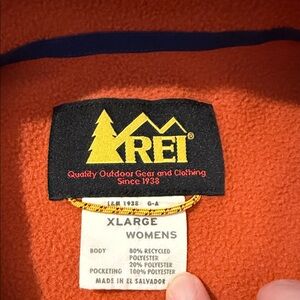 REI®
Quality Outdoor Gear and Clothing
Since 1938
1938 G-A
XLARGE
WOMENS
BODY 80% RECYCLED
POLYESTER
20% POLYESTER
POCKETING 100% POLYESTER
MADE IN EL SALVADOR